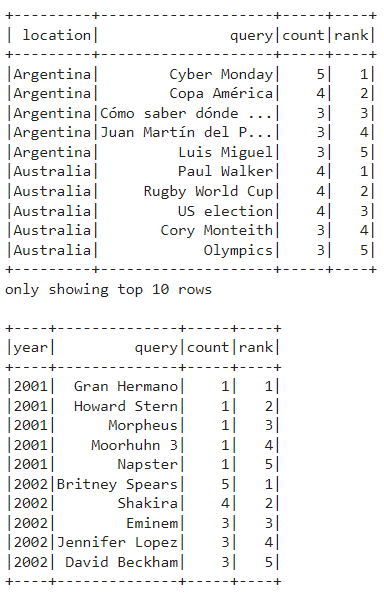 +---------+--------------------+-----+----+
| location|               query|count|rank|
+---------+--------------------+-----+----+
|Argentina|        Cyber Monday|    5|   1|
|Argentina|        Copa América|    4|   2|
|Argentina|Cómo saber dónde ...|    3|   3|
|Argentina|Juan Martín del P...|    3|   4|
|Argentina|         Luis Miguel|    3|   5|
|Australia|         Paul Walker|    4|   1|
|Australia|     Rugby World Cup|    4|   2|
|Australia|         US election|    4|   3|
|Australia|       Cory Monteith|    3|   4|
|Australia|            Olympics|    3|   5|
+---------+--------------------+-----+----+
only showing top 10 rows
+----+--------------+-----+----+
|year|         query|count|rank|
+----+--------------+-----+----+
|2001|  Gran Hermano|    1|   1|
|2001|  Howard Stern|    1|   2|
|2001|      Morpheus|    1|   3|
|2001|    Moorhuhn 3|    1|   4|
|2001|       Napster|    1|   5|
|2002|Britney Spears|    5|   1|
|2002|       Shakira|    4|   2|
|2002|        Eminem|    3|   3|
|2002|Jennifer Lopez|    3|   4|
|2002| David Beckham|    3|   5|
+----+--------------+-----+----+